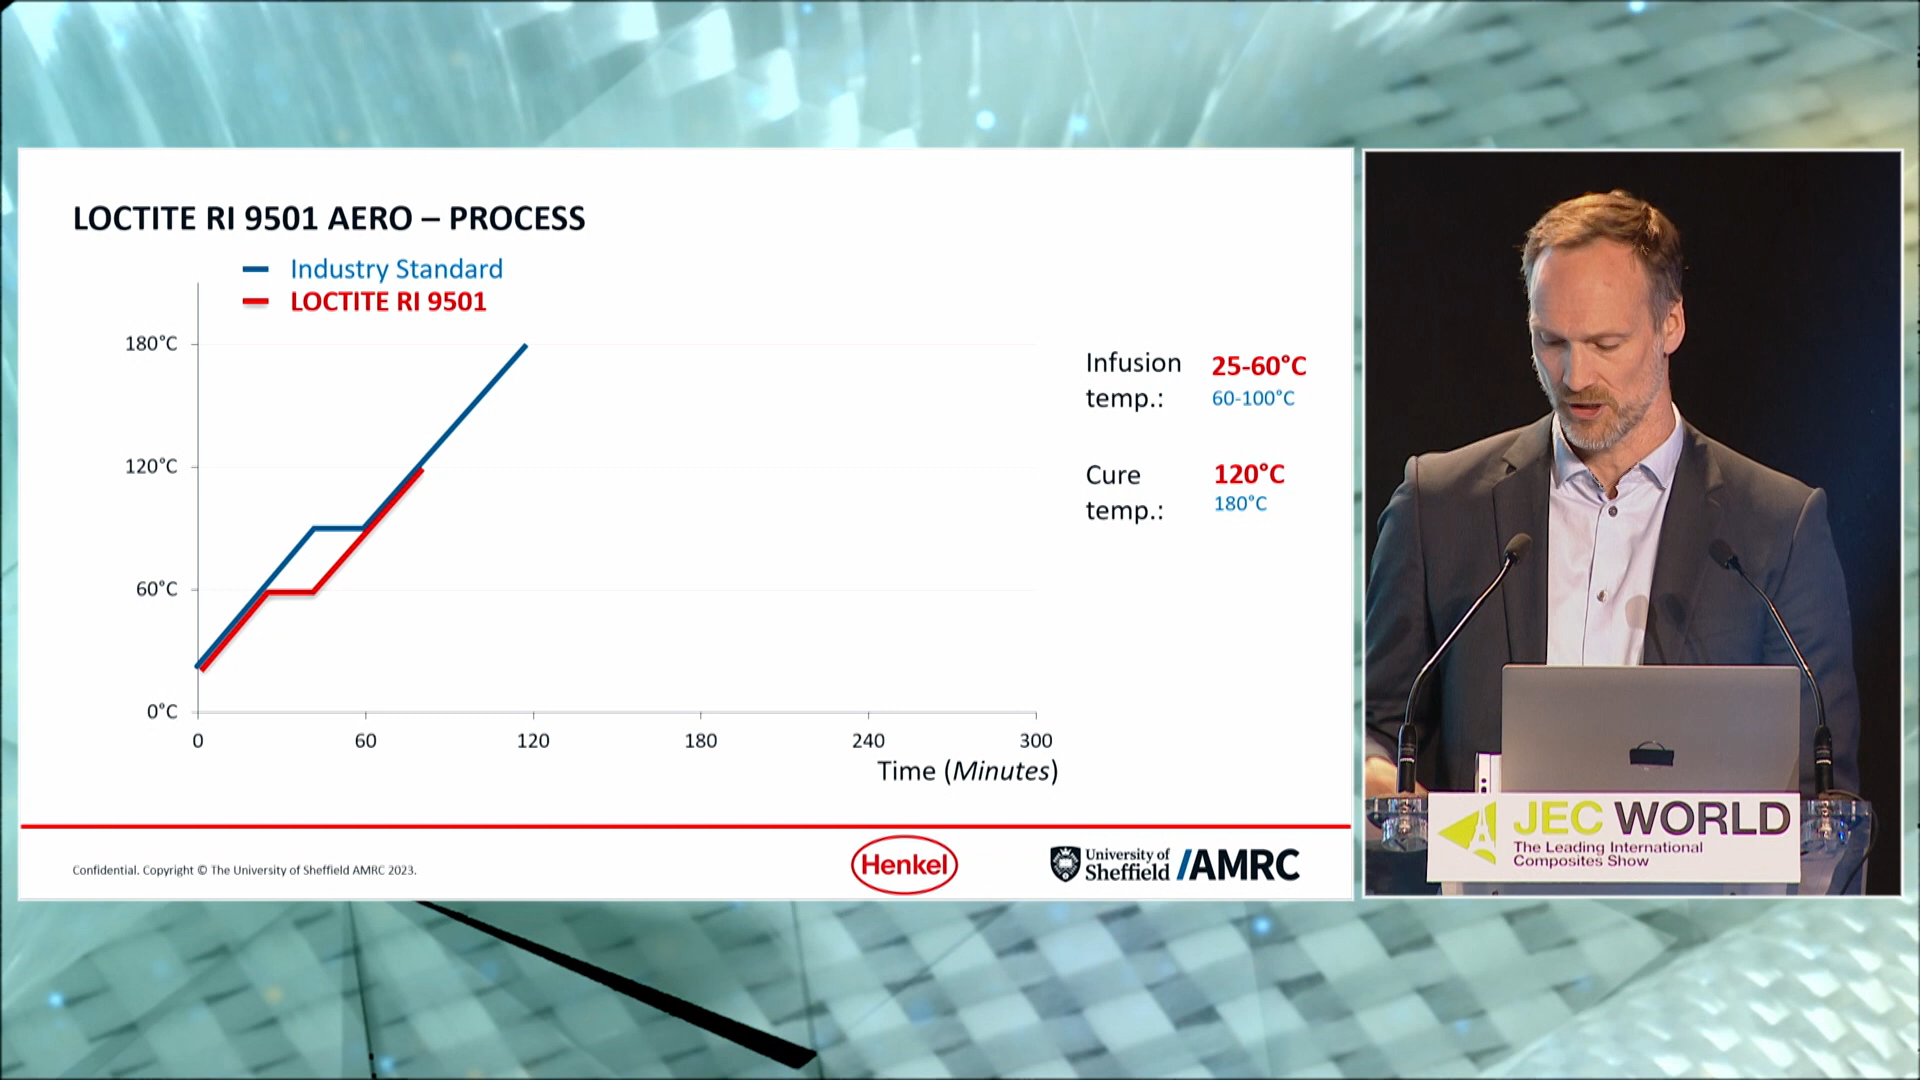 LOCTITE RI 9501 AERO – PROCESS
Industry Standard
LOCTITE RI 9501
180°C
120°C
60°C
0°C
0 60 120 180 240 300
Time (Minutes)
Infusion temp.:
25-60°C
60-100°C
Cure temp.:
120°C
180°C
Confidential. Copyright © The University of Sheffield AMRC 2023.
Henkel
University of Sheffield
/AMRC
JEC WORLD
The Leading International
Composites Show